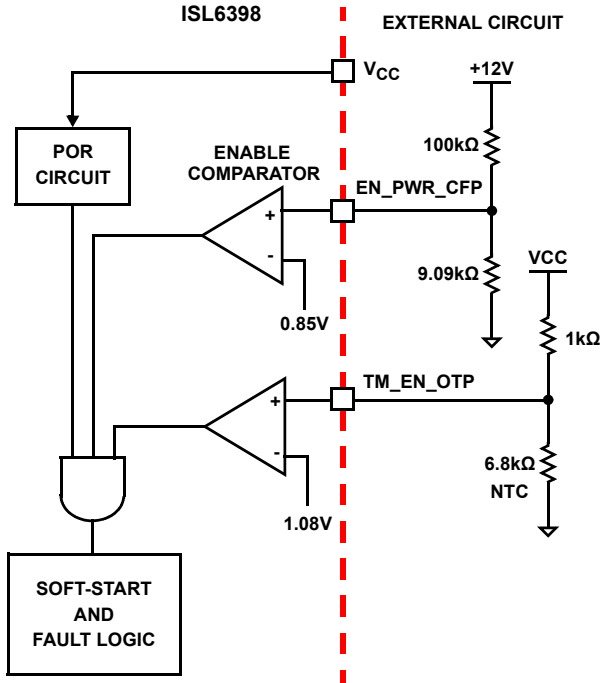 ISL6398
EXTERNAL CIRCUIT
VCC
+12V
POR
CIRCUIT
ENABLE
COMPARATOR
100kΩ
EN_PWR_CFP
+
-
0.85V
9.09kΩ
VCC
1kΩ
TM_EN_OTP
+
-
1.08V
6.8kΩ
NTC
SOFT-START
AND
FAULT LOGIC